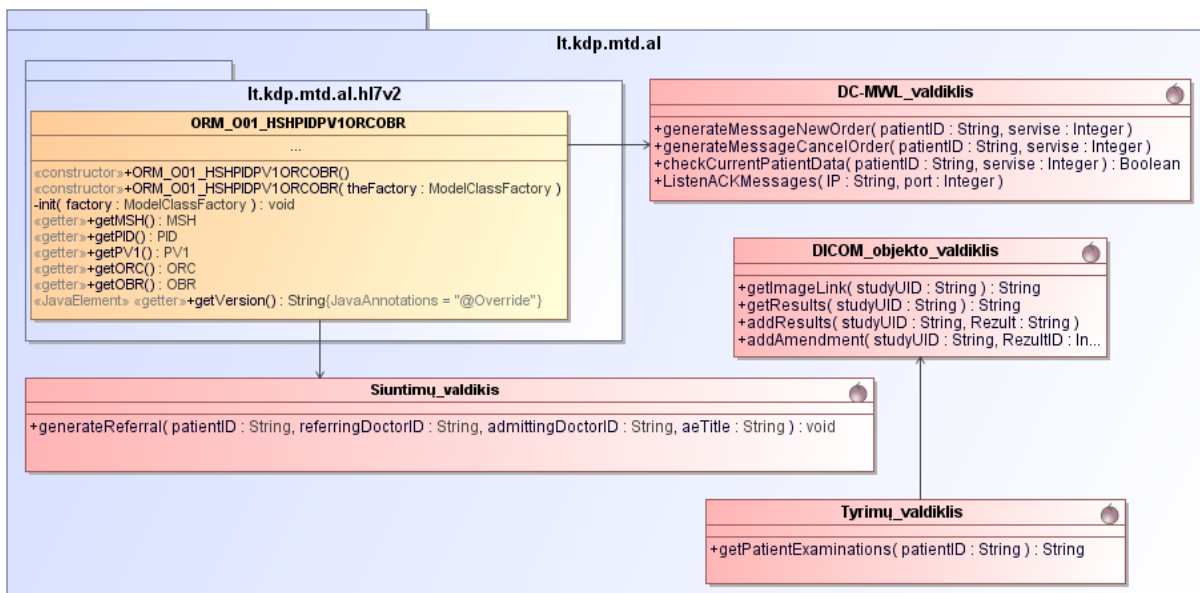 lt.kdp.mtd.al
lt.kdp.mtd.al.hl7v2
ORM_O01_HSHPIDPV1ORCOBR
...
«constructor»+ORM_O01_HSHPIDPV1ORCOBR()
«constructor»+ORM_O01_HSHPIDPV1ORCOBR( theFactory : ModelClassFactory )
-init( factory : ModelClassFactory ) : void
«getter»+getMSH() : MSH
«getter»+getPID() : PID
«getter»+getPV1() : PV1
«getter»+getORC() : ORC
«getter»+getOBR() : OBR
«JavaElement» «getter»+getVersion() : String{JavaAnnotations = "@Override"}
DC-MWL_valdiklis
+generateMessageNewOrder( patientID : String, servise : Integer )
+generateMessageCancelOrder( patientID : String, servise : Integer )
+checkCurrentPatientData( patientID : String, servise : Integer ) : Boolean
+ListenACKMessages( IP : String, port : Integer )
DICOM_objekto_valdiklis
+getImageLink( studyUID : String ) : String
+getResults( studyUID : String ) : String
+addResults( studyUID : String, Rezult : String )
+addAmendment( studyUID : String, RezultID : In...
Siuntimų_valdikis
+generateReferral( patientID : String, referringDoctorID : String, admittingDoctorID : String, aeTitle : String ) : void
Tyrimų_valdiklis
+getPatientExaminations( patientID : String ) : String